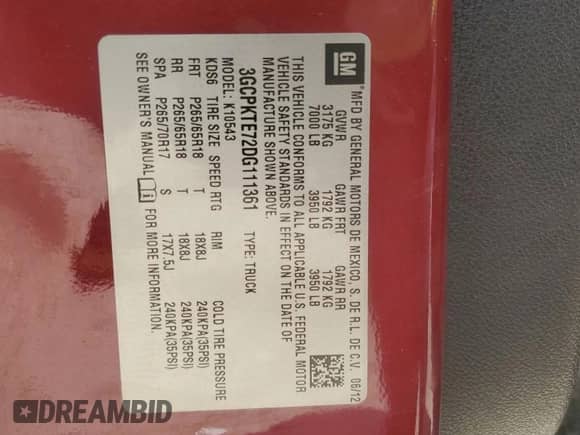 GM
MFD BY GENERAL MOTORS DE MEXICO, S. DE R.L. DE C.V. 06/12
GVWR GAWR FRT GAWR RR
3175 KG 1792 KG 1792 KG
7000 LB 3950 LB 3950 LB
THIS VEHICLE CONFORMS TO ALL APPLICABLE U.S. FEDERAL MOTOR
VEHICLE SAFETY STANDARDS IN EFFECT ON THE DATE OF
MANUFACTURE SHOWN ABOVE.
3GCPKTE72DG111361 TYPE: TRUCK
MODEL: K10543
KDS6 TIRE SIZE SPEED RTG RIM COLD TIRE PRESSURE
FRT P265/65R18 T 18X8J 240KPA(35PSI)
RR P265/65R18 T 18X8J 240KPA(35PSI)
SPA P265/70R17 S 17X7.5J 240KPA(35PSI)
SEE OWNER'S MANUAL FOR MORE INFORMATION.
DREAMBID